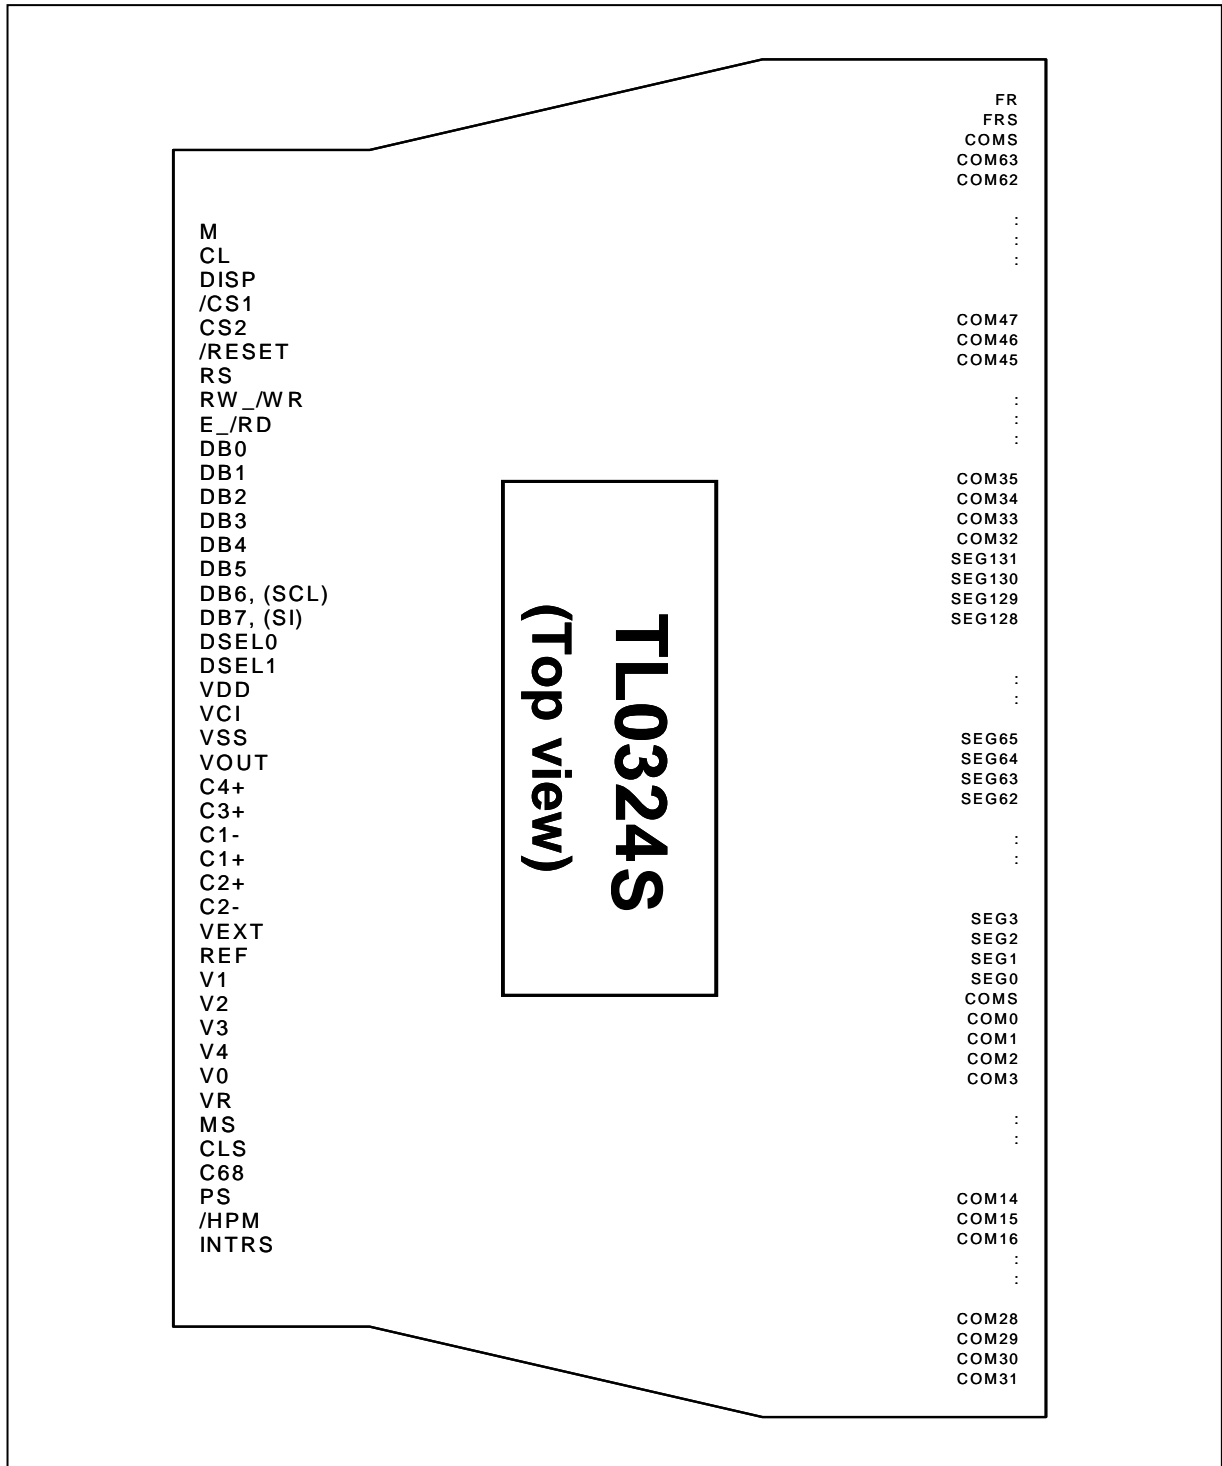 M
CL
DISP
/CS1
CS2
/RESET
RS
RW_/WR
E_/RD
DB0
DB1
DB2
DB3
DB4
DB5
DB6, (SCL)
DB7, (SI)
DSEL0
DSEL1
VDD
VCI
VSS
VOUT
C4+
C3+
C1-
C1+
C2+
C2-
VEXT
REF
V1
V2
V3
V4
V0
VR
MS
CLS
C68
PS
/HPM
INTRS
TL0324S
(Top view)
FR
FRS
COMS
COM63
COM62
:
:
:
COM47
COM46
COM45
:
:
:
COM35
COM34
COM33
COM32
SEG131
SEG130
SEG129
SEG128
:
:
SEG65
SEG64
SEG63
SEG62
:
:
SEG3
SEG2
SEG1
SEG0
COMS
COM0
COM1
COM2
COM3
:
:
COM14
COM15
COM16
:
:
COM28
COM29
COM30
COM31